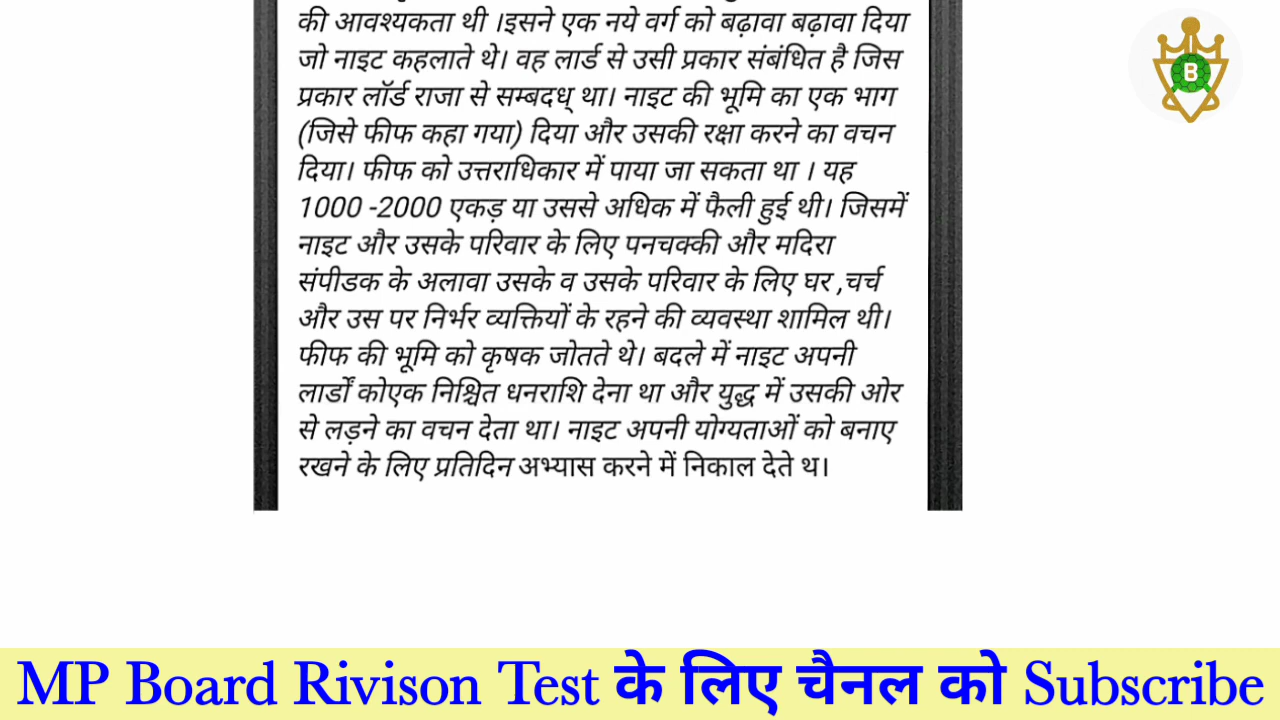 की आवश्यकता थी ।इसने एक नये वर्ग को बढ़ावा बढ़ावा दिया
जो नाइट कहलाते थे। वह लार्ड से उसी प्रकार संबंधित है जिस
प्रकार लॉर्ड राजा से सम्बदध् था। नाइट की भूमि का एक भाग
(जिसे फीफ कहा गया) दिया और उसकी रक्षा करने का वचन
दिया। फीफ को उत्तराधिकार में पाया जा सकता था । यह
1000 -2000 एकड़ या उससे अधिक में फैली हुई थी। जिसमें
नाइट और उसके परिवार के लिए पनचक्की और मदिरा
संपीडक के अलावा उसके व उसके परिवार के लिए घर ,चर्च
और उस पर निर्भर व्यक्तियों के रहने की व्यवस्था शामिल थी।
फीफ की भूमि को कृषक जोतते थे। बदले में नाइट अपनी
लार्डों कोएक निश्चित धनराशि देना था और युद्ध में उसकी ओर
से लड़ने का वचन देता था। नाइट अपनी योग्यताओं को बनाए
रखने के लिए प्रतिदिन अभ्यास करने में निकाल देते थ।
B
MP Board Rivison Test के लिए चैनल को Subscribe